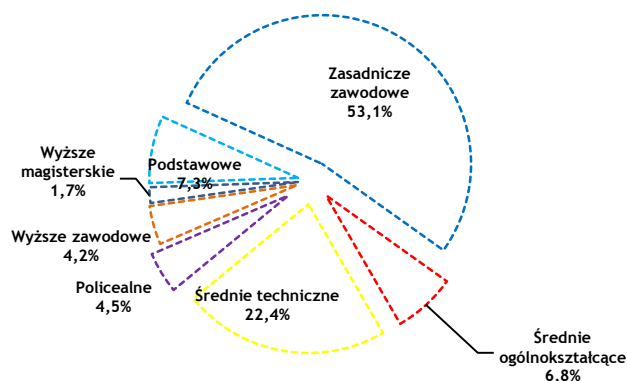 Zasadnicze
zawodowe
53,1%
Wyższe
magisterskie
1,7%
Podstawowe
7,3%
Wyższe zawodowe
4,2%
Policealne
4,5%
Średnie techniczne
22,4%
Średnie
ogólnokształcące
6,8%